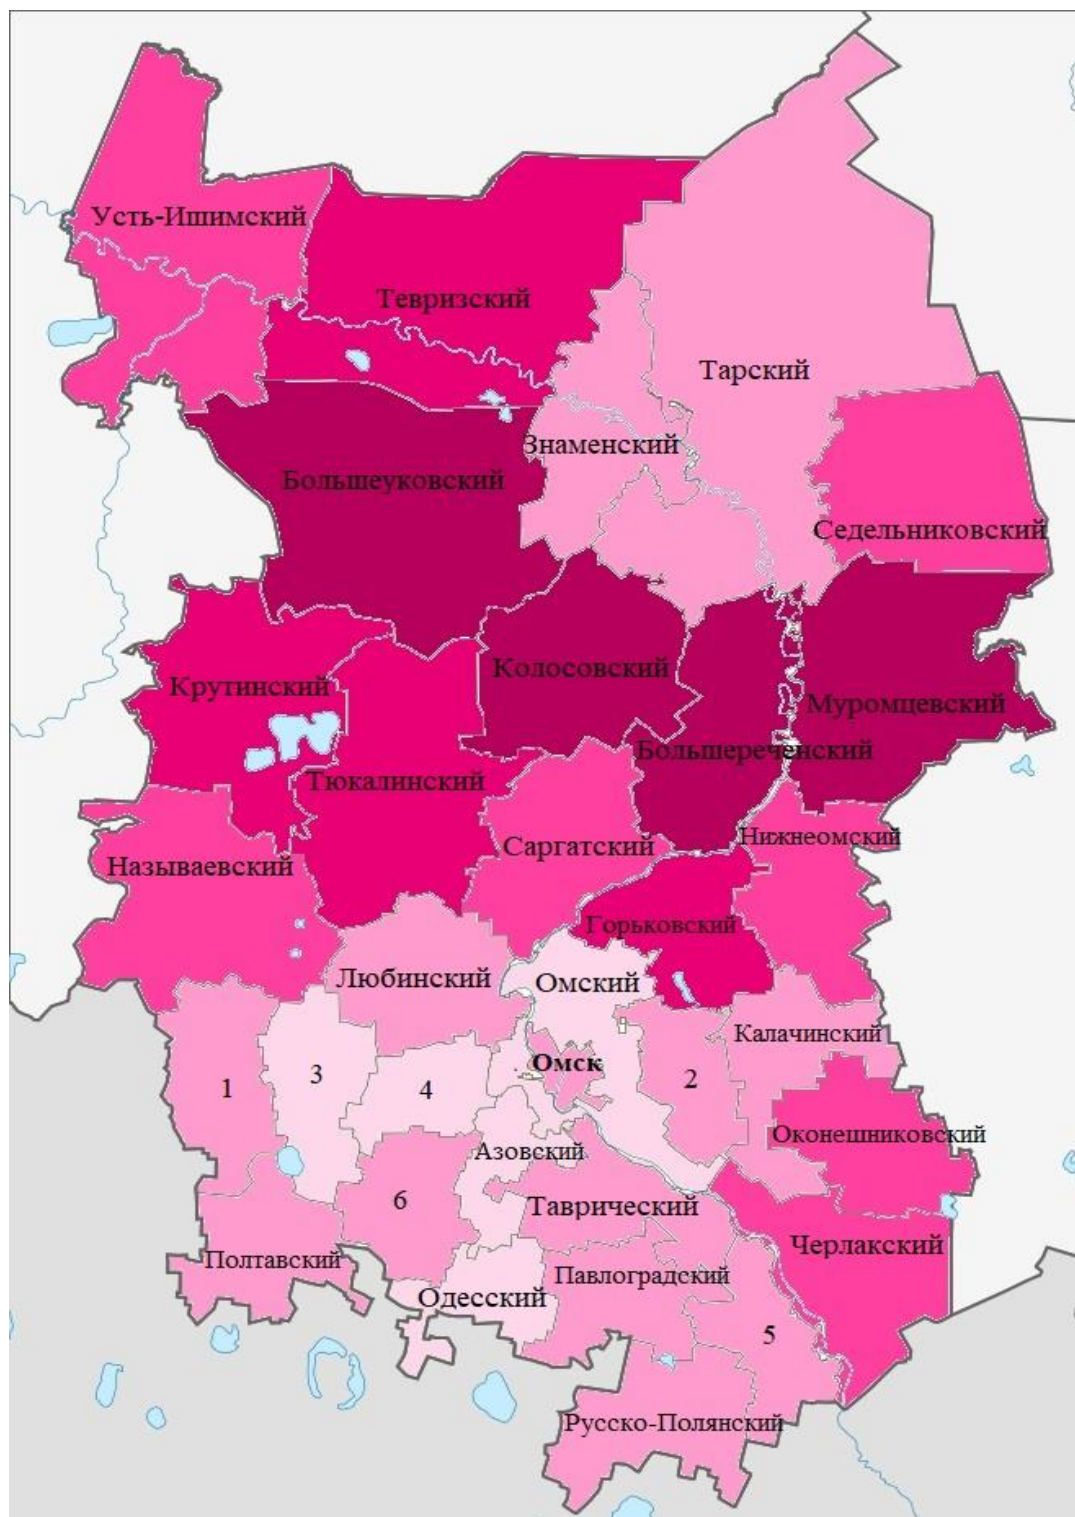 Усть-Ишимский
Тевризский
Тарский
Знаменский
Большеуковский
Седельниковский
Колосовский
Крутинский
Муромцевский
Большереченский
Тюкалинский
Нижнеомский
Саргатский
Называевский
Горьковский
Любинский
Омский
Калачинский
Омск
3
2
1
4
Оконешниковский
Азовский
6
Таврический
Черлакский
Полтавский
Павлоградский
Одесский
5
Русско-Полянский